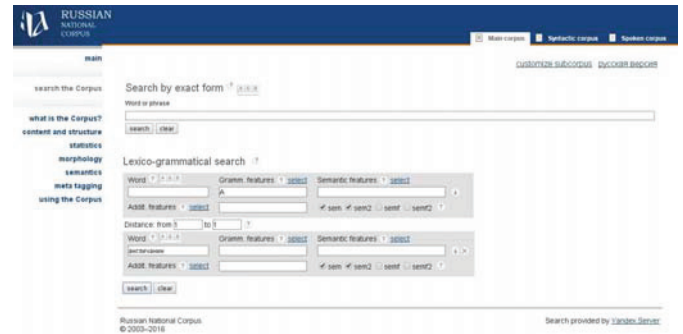 RUSSIAN
NATIONAL
CORPUS
Main corpus Syntactic corpus Spoken corpus
main
customize subcorpus русская версия
search the Corpus
Search by exact form ?
Word or phrase
what is the Corpus?
search clear
content and structure
statistics
morphology
Lexico-grammatical search ?
semantics
Word ? Gramm. features ? select Semantic features ? select
meta tagging
A
using the Corpus
Addit. features ? select sem sem2 semf semf2 ?
Distance: from 1 to 1 ?
Word ? Gramm. features ? select Semantic features ? select
Addit. features ? select sem sem2 semf semf2 ?
search clear
Russian National Corpus
© 2003–2016
Search provided by Yandex.Server